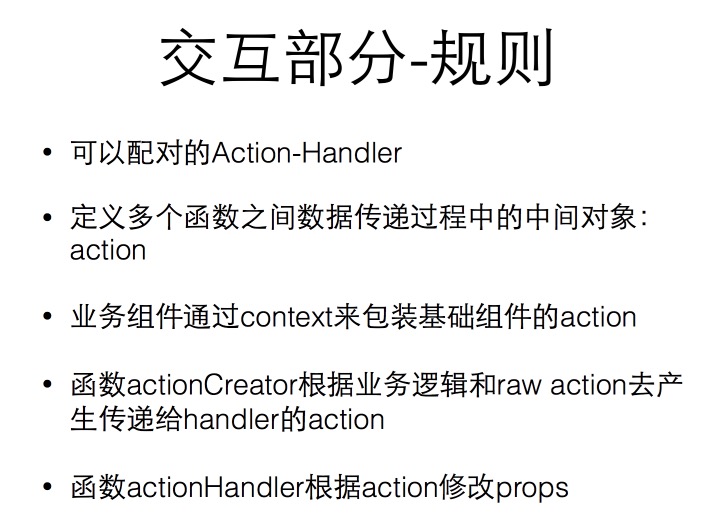 交互部分-规则
• 可以配对的Action-Handler
• 定义多个函数之间数据传递过程中的中间对象：
action
• 业务组件通过context来包装基础组件的action
• 函数actionCreator根据业务逻辑和raw action去产
生传递给handler的action
• 函数actionHandler根据action修改props